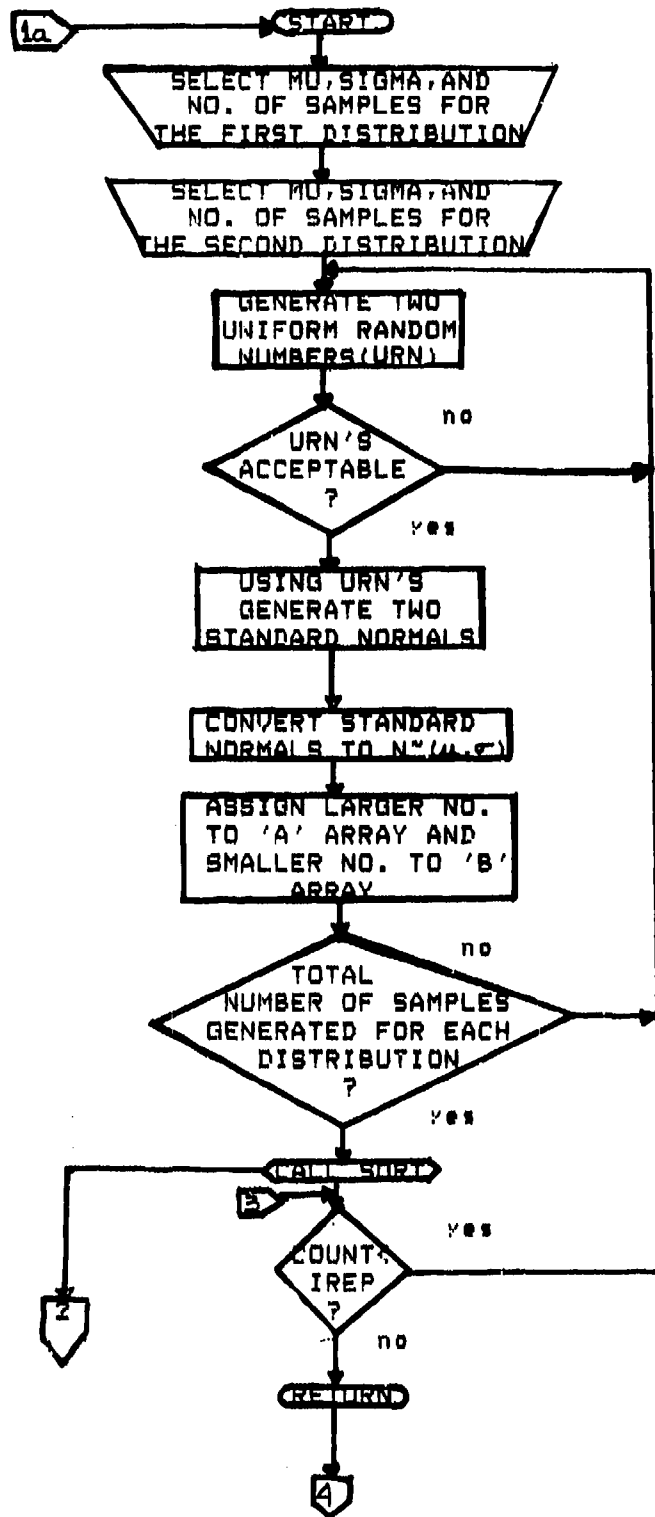 1a
START
SELECT MU,SIGMA,AND
NO. OF SAMPLES FOR
THE FIRST DISTRIBUTION
SELECT MU,SIGMA,AND
NO. OF SAMPLES FOR
THE SECOND DISTRIBUTION
GENERATE TWO
UNIFORM RANDOM
NUMBERS(URN)
no
URN'S
ACCEPTABLE
?
yes
USING URN'S
GENERATE TWO
STANDARD NORMALS
CONVERT STANDARD
NORMALS TO N~(μ,σ)
ASSIGN LARGER NO.
TO 'A' ARRAY AND
SMALLER NO. TO 'B'
ARRAY
no
TOTAL
NUMBER OF SAMPLES
GENERATED FOR EACH
DISTRIBUTION
?
yes
CALL SORT
3
yes
COUNT<
IREP
?
2
no
RETURN
4